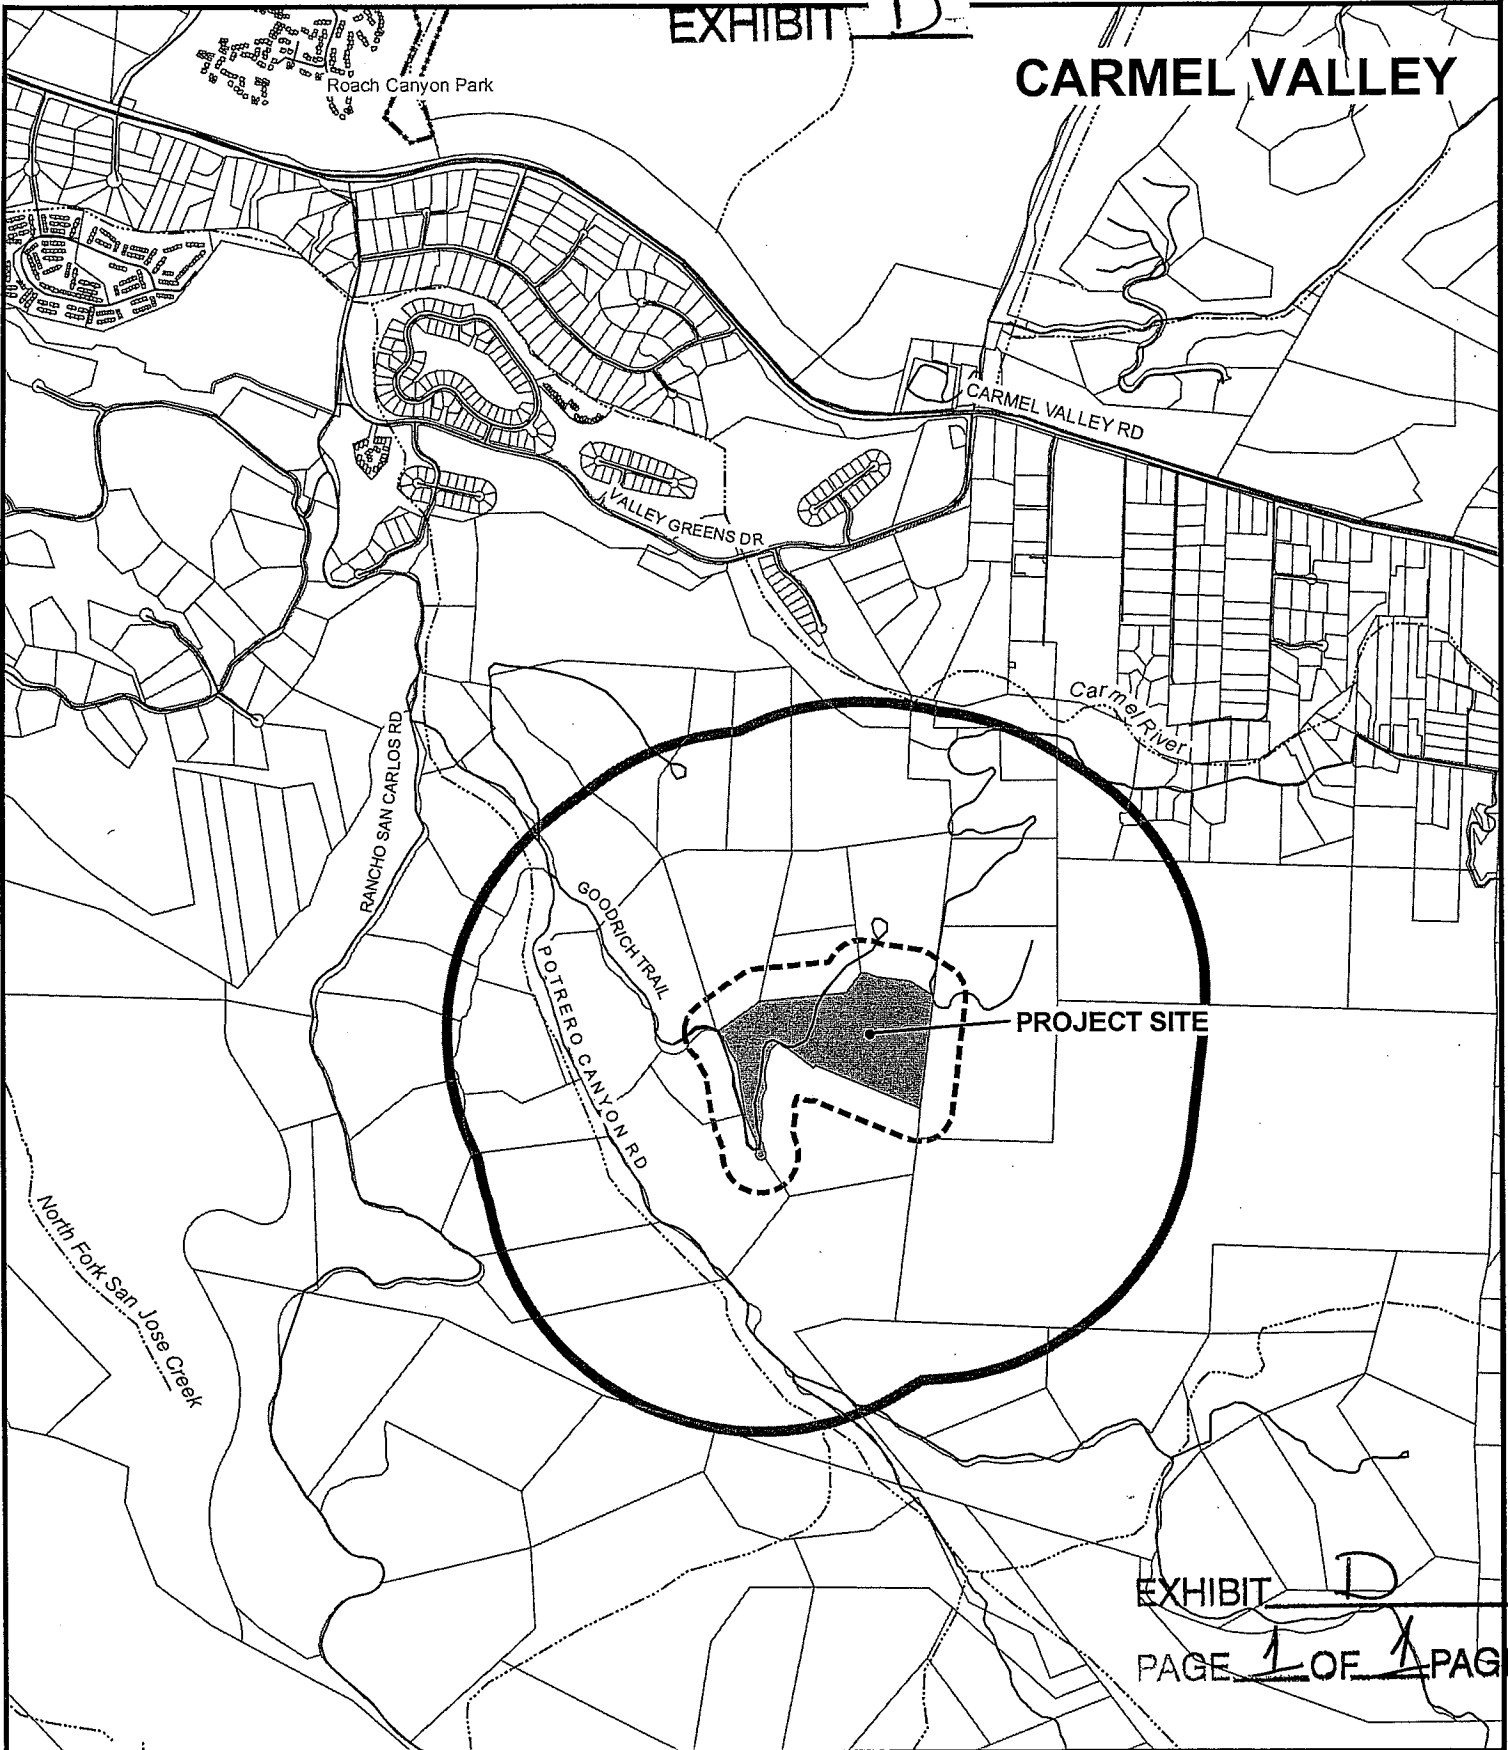 EXHIBIT D
CARMEL VALLEY
Roach Canyon Park
CARMEL VALLEY RD
VALLEY GREENS DR
Carmel River
RANCHO SAN CARLOS RD
GOODRICH TRAIL
POTRERO CANYON RD
PROJECT SITE
North Fork San Jose Creek
EXHIBIT D
PAGE 1 OF 1 PAG